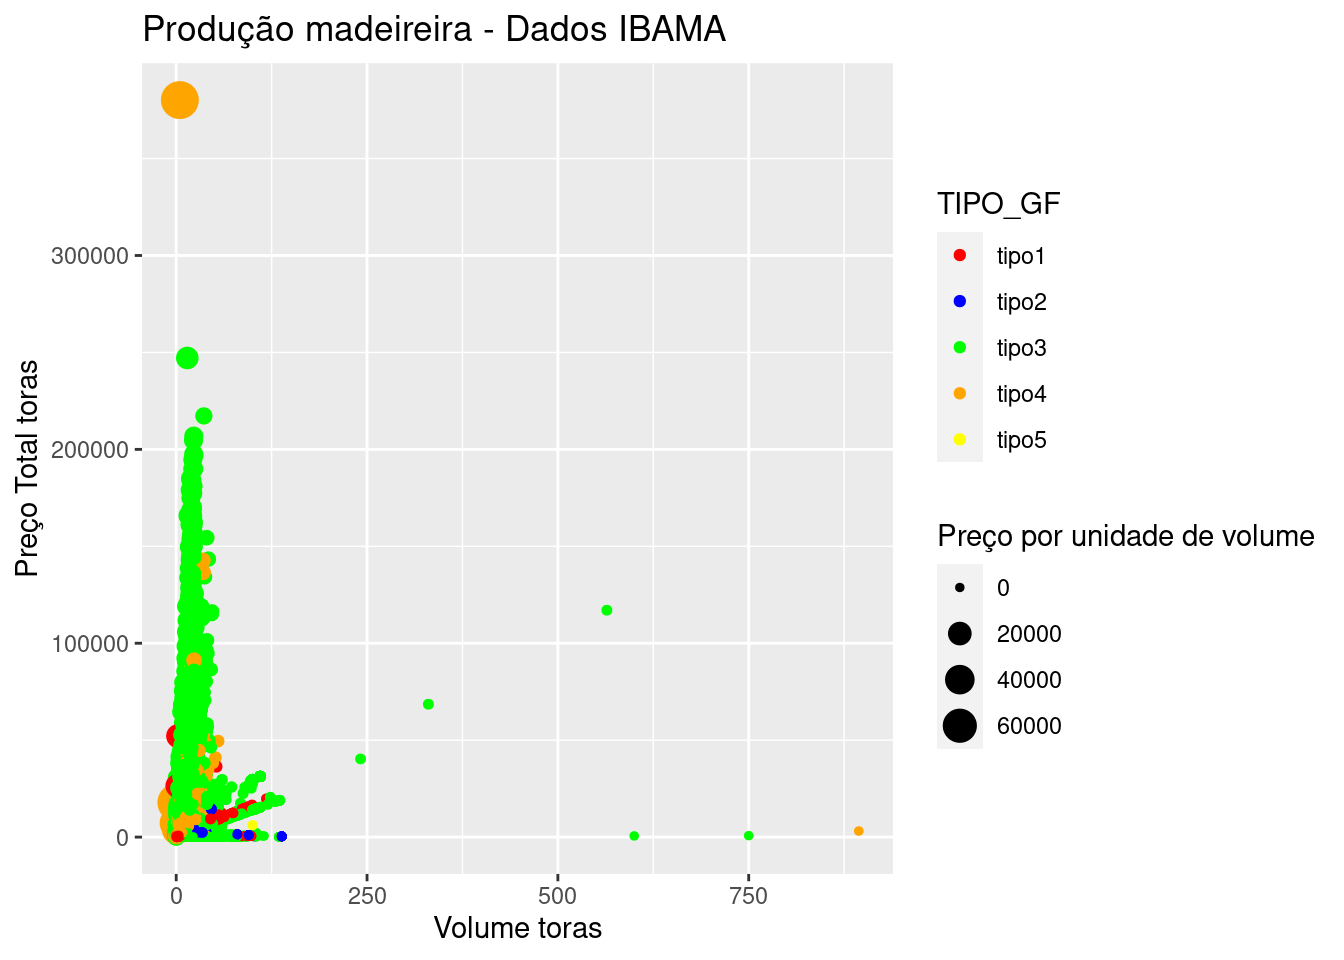 Produção madeireira - Dados IBAMA
Preço Total toras
300000
200000
100000
0
0
250
500
750
Volume toras
TIPO_GF
tipo1
tipo2
tipo3
tipo4
tipo5
Preço por unidade de volume
0
20000
40000
60000